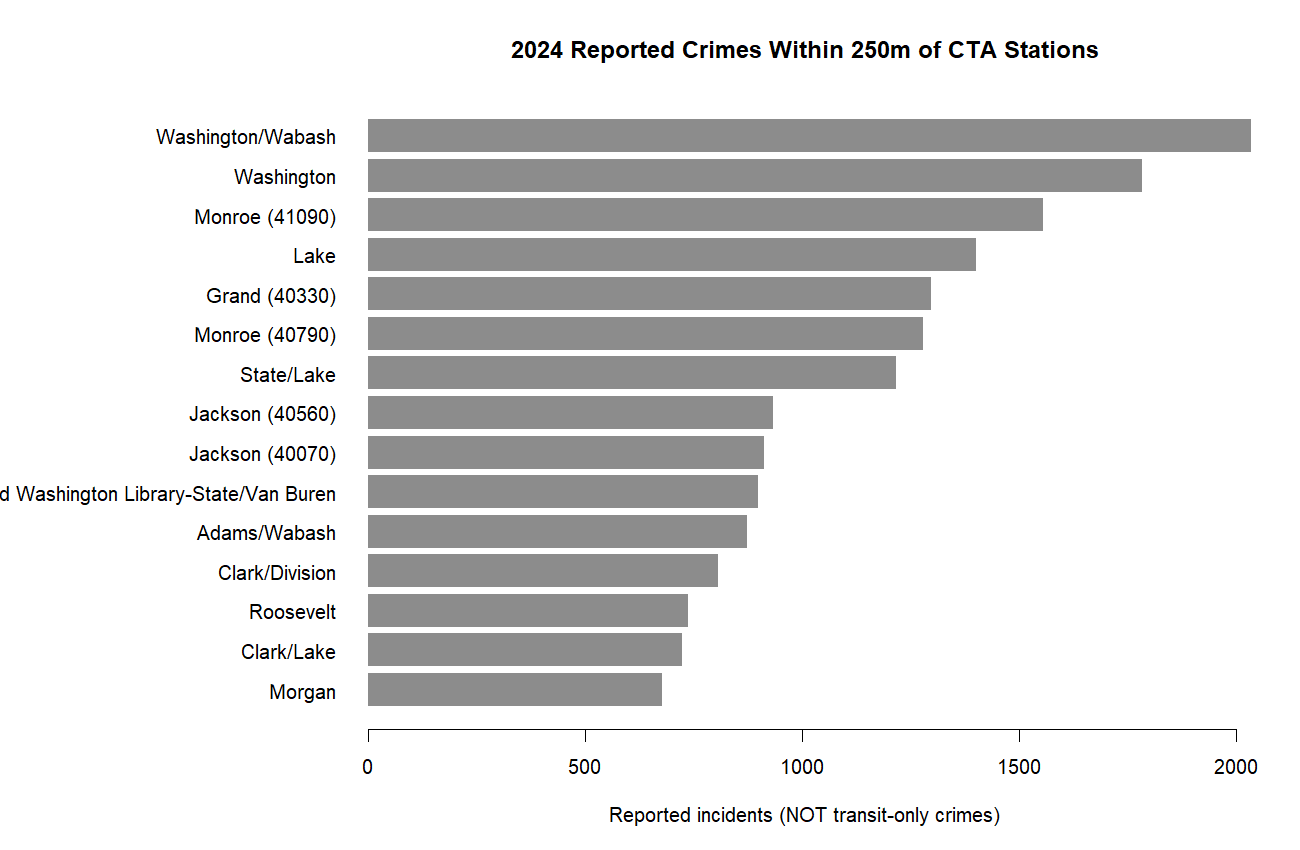 2024 Reported Crimes Within 250m of CTA Stations
Washington/Wabash
Washington
Monroe (41090)
Lake
Grand (40330)
Monroe (40790)
State/Lake
Jackson (40560)
Jackson (40070)
d Washington Library-State/Van Buren
Adams/Wabash
Clark/Division
Roosevelt
Clark/Lake
Morgan
0 500 1000 1500 2000
Reported incidents (NOT transit-only crimes)